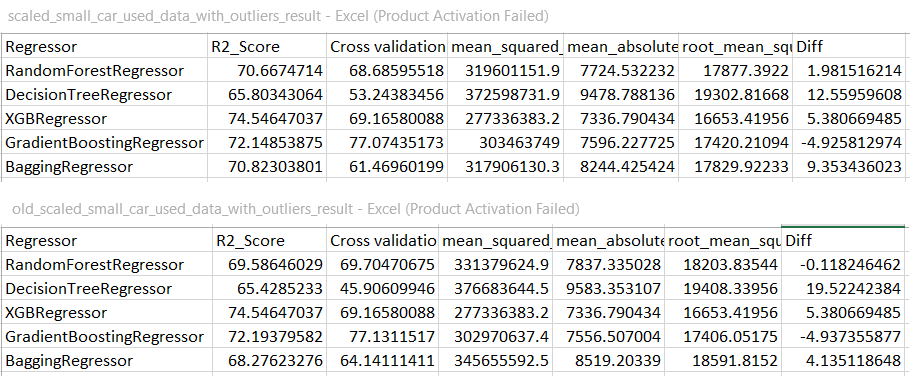 scaled_small_car_used_data_with_outliers_result - Excel (Product Activation Failed)
Regressor R2_Score Cross validation mean_squared_ mean_absolute root_mean_squ Diff
RandomForestRegressor 70.6674714 68.68595518 319601151.9 7724.532232 17877.3922 1.981516214
DecisionTreeRegressor 65.80343064 53.24383456 372598731.9 9478.788136 19302.81668 12.55959608
XGBRegressor 74.54647037 69.16580088 277336383.2 7336.790434 16653.41956 5.380669485
GradientBoostingRegressor 72.14853875 77.07435173 303463749 7596.227725 17420.21094 -4.925812974
BaggingRegressor 70.82303801 61.46960199 317906130.3 8244.425424 17829.92233 9.353436023
old_scaled_small_car_used_data_with_outliers_result - Excel (Product Activation Failed)
Regressor R2_Score Cross validatio mean_squared_ mean_absolute root_mean_squ Diff
RandomForestRegressor 69.58646029 69.70470675 331379624.9 7837.335028 18203.83544 -0.118246462
DecisionTreeRegressor 65.4285233 45.90609946 376683644.5 9583.353107 19408.33956 19.52242384
XGBRegressor 74.54647037 69.16580088 277336383.2 7336.790434 16653.41956 5.380669485
GradientBoostingRegressor 72.19379582 77.1311517 302970637.4 7556.507004 17406.05175 -4.937355877
BaggingRegressor 68.27623276 64.14111411 345655592.5 8519.20339 18591.8152 4.135118648